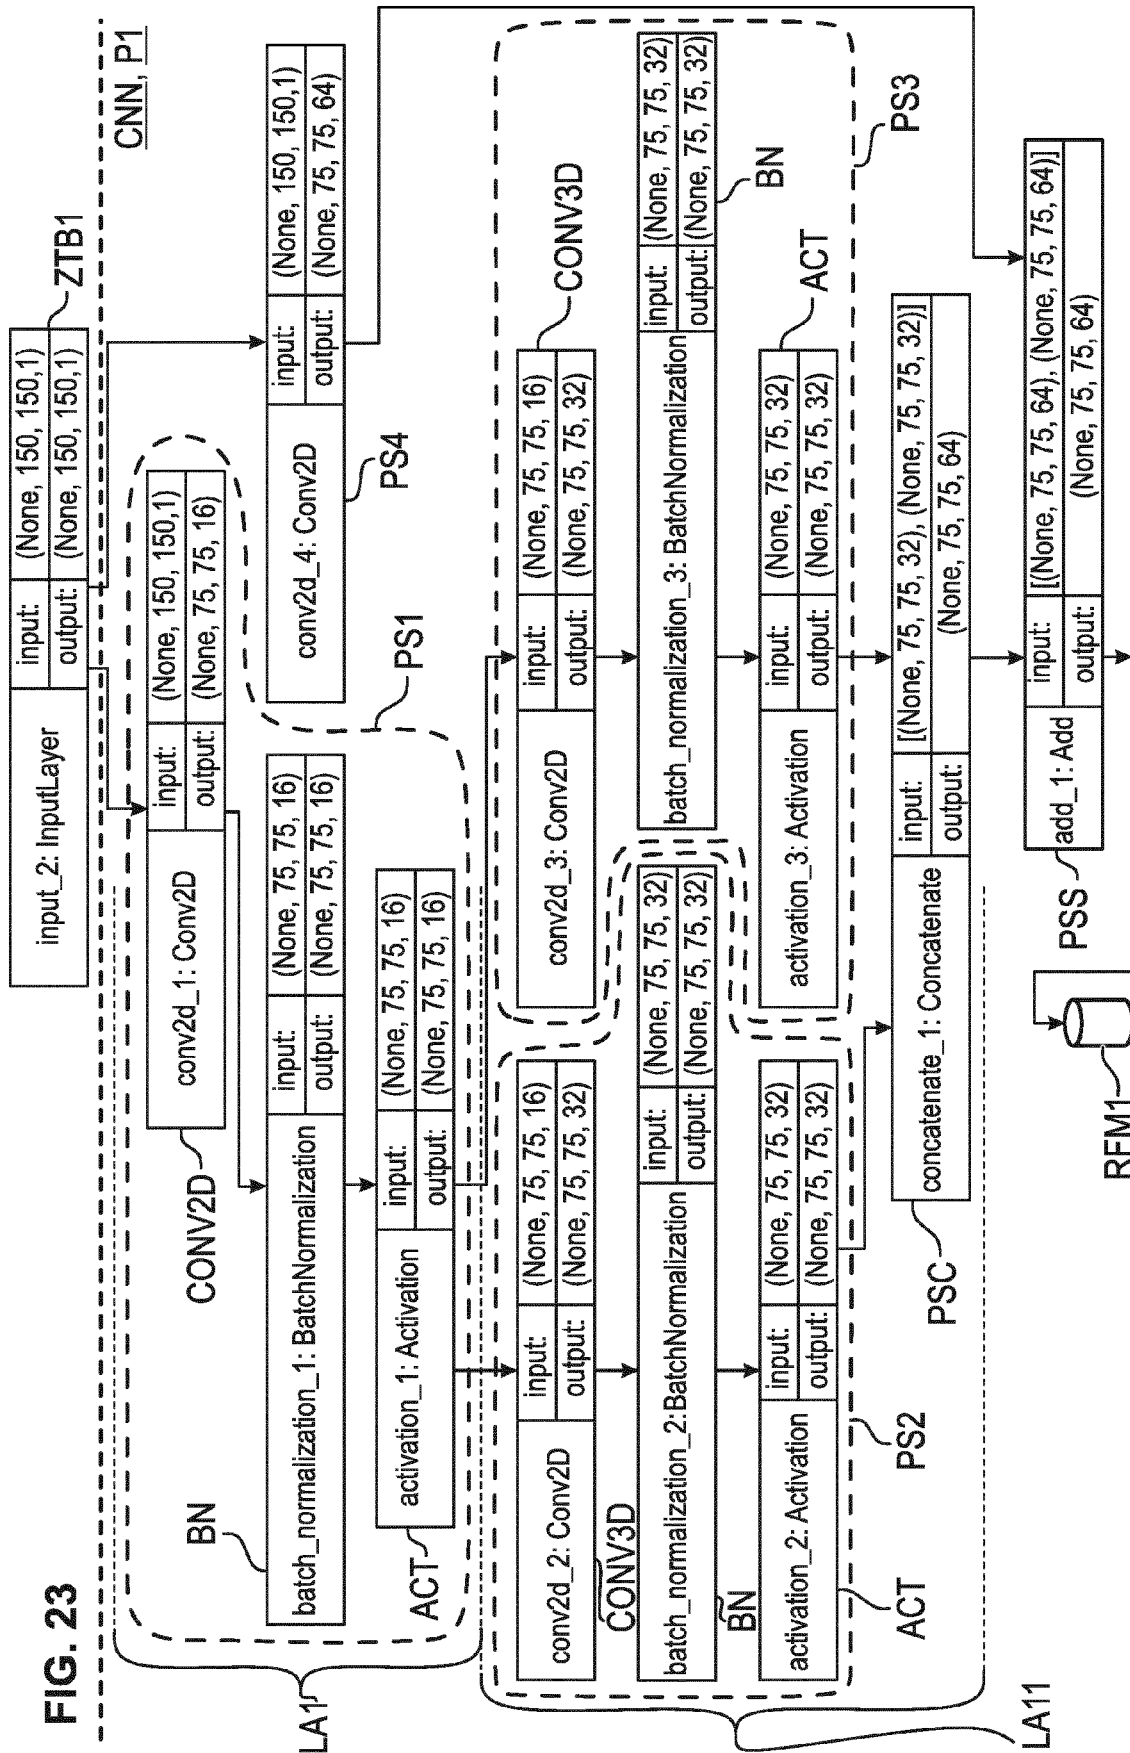 FIG. 23
CNN, P1
input_2: InputLayer
input:
(None, 150, 150,1)
output:
(None, 150, 150,1)
ZTB1
conv2d_1: Conv2D
input:
(None, 150, 150,1)
output:
(None, 75, 75, 16)
CONV2D
conv2d_4: Conv2D
input:
(None, 150, 150,1)
output:
(None, 75, 75, 64)
PS4
BN
batch_normalization_1: BatchNormalization
input:
(None, 75, 75, 16)
output:
(None, 75, 75, 16)
PS1
ACT
activation_1: Activation
input:
(None, 75, 75, 16)
output:
(None, 75, 75, 16)
LA1
conv2d_2: Conv2D
input:
(None, 75, 75, 16)
output:
(None, 75, 75, 32)
CONV3D
conv2d_3: Conv2D
input:
(None, 75, 75, 16)
output:
(None, 75, 75, 32)
CONV3D
batch_normalization_2:BatchNormalization
input:
(None, 75, 75, 32)
output:
(None, 75, 75, 32)
BN
batch_normalization_3: BatchNormalization
input:
(None, 75, 75, 32)
output:
(None, 75, 75, 32)
BN
activation_2: Activation
input:
(None, 75, 75, 32)
output:
(None, 75, 75, 32)
ACT
PS2
activation_3: Activation
input:
(None, 75, 75, 32)
output:
(None, 75, 75, 32)
ACT
PS3
concatenate_1: Concatenate
input:
[(None, 75, 75, 32), (None, 75, 75, 32)]
output:
(None, 75, 75, 64)
PSC
LA11
add_1: Add
input:
[(None, 75, 75, 64), (None, 75, 75, 64)]
output:
(None, 75, 75, 64)
PSS
RFM1